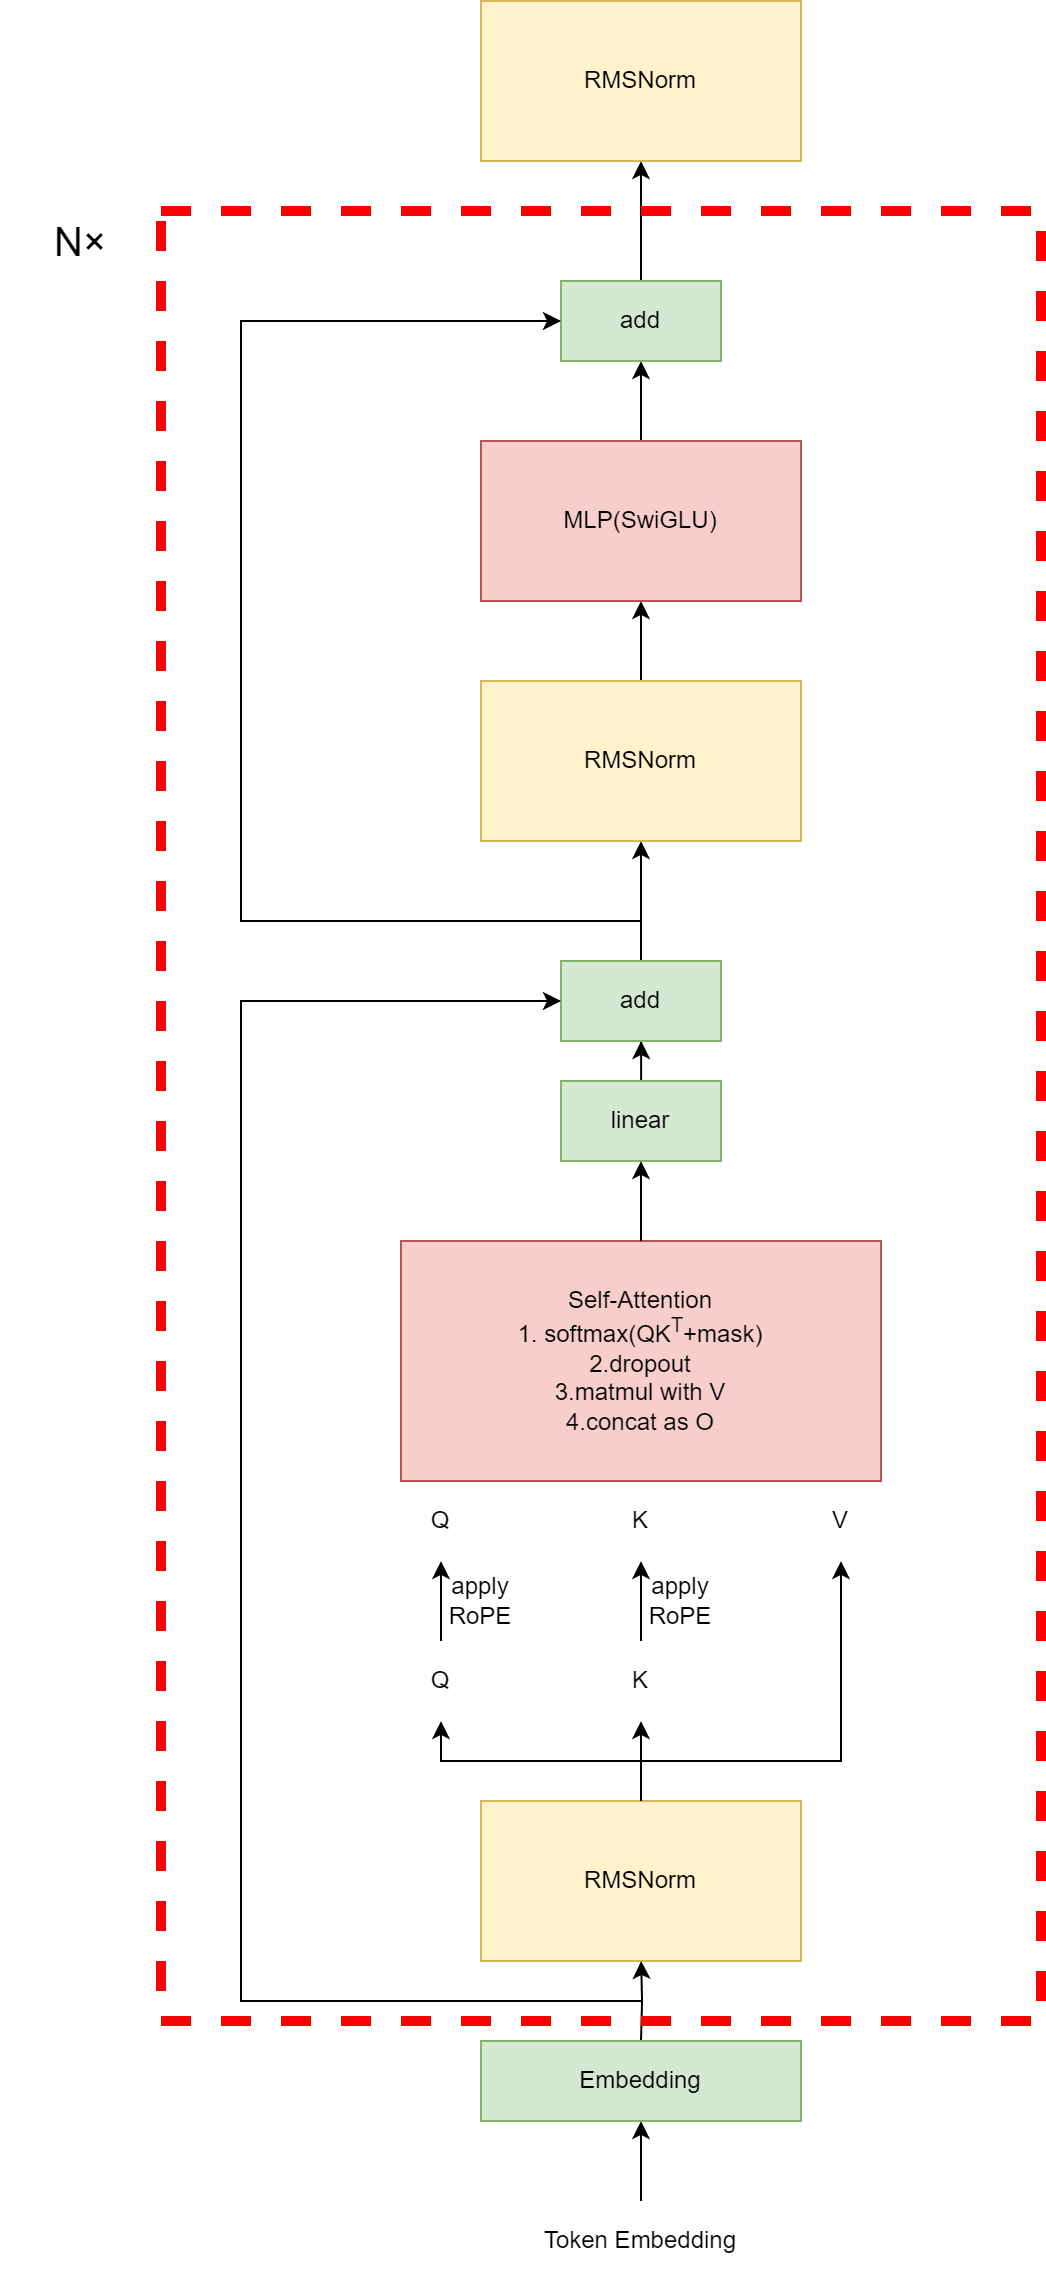 RMSNorm
N×
add
MLP(SwiGLU)
RMSNorm
add
linear
Self-Attention
1. softmax(QK^T+mask)
2.dropout
3.matmul with V
4.concat as O
Q K V
apply
RoPE
apply
RoPE
Q K
RMSNorm
Embedding
Token Embedding